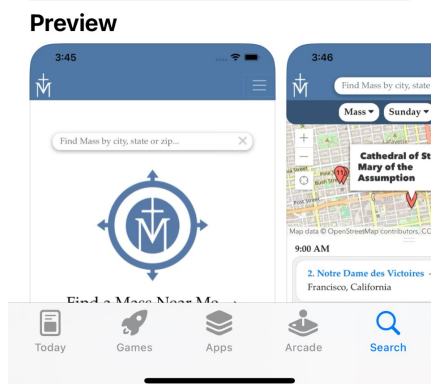 Preview
3:45
Find Mass by city, state or zip...
Find a Mass Near Me
3:46
Find Mass by city, state
Mass
Sunday
Cathedral of St
Mary of the
Assumption
Post Street
Map data © OpenStreetMap contributors, CC
9:00 AM
2. Notre Dame des Victoires -
Francisco, California
Today
Games
Apps
Arcade
Search